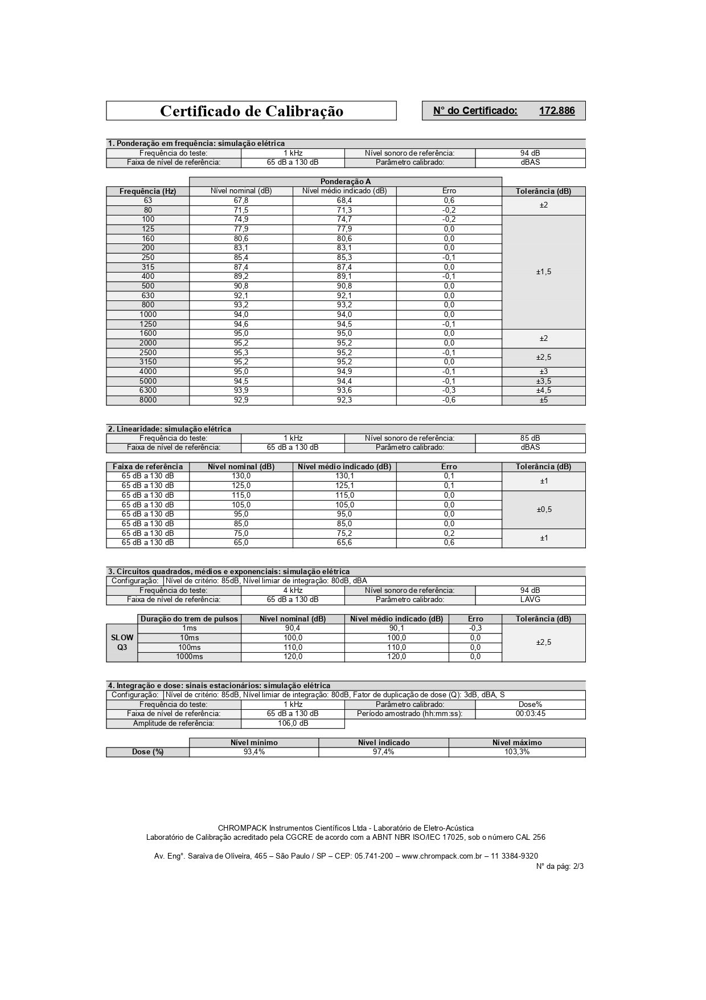 Certificado de Calibração
N° do Certificado: 172.886
1. Ponderação em frequência: simulação elétrica
Frequência do teste: 1 kHz Nível sonoro de referência: 94 dB
Faixa de nível de referência: 65 dB a 130 dB Parâmetro calibrado: dBAS
Ponderação A
Frequência (Hz) Nível nominal (dB) Nível médio indicado (dB) Erro Tolerância (dB)
63 67,8 68,4 0,6 ±2
80 71,5 71,3 -0,2
100 74,9 74,7 -0,2 ±1,5
125 77,9 77,9 0,0
160 80,6 80,6 0,0
200 83,1 83,1 0,0
250 85,4 85,3 -0,1
315 87,4 87,4 0,0
400 89,2 89,1 -0,1
500 90,8 90,8 0,0
630 92,1 92,1 0,0
800 93,2 93,2 0,0
1000 94,0 94,0 0,0
1250 94,6 94,5 -0,1
1600 95,0 95,0 0,0 ±2
2000 95,2 95,2 0,0
2500 95,3 95,2 -0,1 ±2,5
3150 95,2 95,2 0,0
4000 95,0 94,9 -0,1 ±3
5000 94,5 94,4 -0,1 ±3,5
6300 93,9 93,6 -0,3 ±4,5
8000 92,9 92,3 -0,6 ±5
2. Linearidade: simulação elétrica
Frequência do teste: 1 kHz Nível sonoro de referência: 85 dB
Faixa de nível de referência: 65 dB a 130 dB Parâmetro calibrado: dBAS
Faixa de referência Nível nominal (dB) Nível médio indicado (dB) Erro Tolerância (dB)
65 dB a 130 dB 130,0 130,1 0,1 ±1
65 dB a 130 dB 125,0 125,1 0,1
65 dB a 130 dB 115,0 115,0 0,0 ±0,5
65 dB a 130 dB 105,0 105,0 0,0
65 dB a 130 dB 95,0 95,0 0,0
65 dB a 130 dB 85,0 85,0 0,0
65 dB a 130 dB 75,0 75,2 0,2 ±1
65 dB a 130 dB 65,0 65,6 0,6
3. Circuitos quadrados, médios e exponenciais: simulação elétrica
Configuração: Nível de critério: 85dB, Nível limiar de integração: 80dB, dBA
Frequência do teste: 4 kHz Nível sonoro de referência: 94 dB
Faixa de nível de referência: 65 dB a 130 dB Parâmetro calibrado: LAVG
Duração do trem de pulsos Nível nominal (dB) Nível médio indicado (dB) Erro Tolerância (dB)
1ms 90,4 90,1 -0,3 ±2,5
SLOW 10ms 100,0 100,0 0,0
Q3 100ms 110,0 110,0 0,0
1000ms 120,0 120,0 0,0
4. Integração e dose: sinais estacionários: simulação elétrica
Configuração: Nível de critério: 85dB, Nível limiar de integração: 80dB, Fator de duplicação de dose (Q): 3dB, dBA, S
Frequência do teste: 1 kHz Parâmetro calibrado: Dose%
Faixa de nível de referência: 65 dB a 130 dB Período amostrado (hh:mm:ss): 00:03:45
Amplitude de referência: 106,0 dB
Nível mínimo Nível indicado Nível máximo
Dose (%) 93,4% 97,4% 103,3%
CHROMPACK Instrumentos Científicos Ltda - Laboratório de Eletro-Acústica
Laboratório de Calibração acreditado pela CGCRE de acordo com a ABNT NBR ISO/IEC 17025, sob o número CAL 256
Av. Eng°. Saraiva de Oliveira, 465 – São Paulo / SP – CEP: 05.741-200 – www.chrompack.com.br – 11 3384-9320
N° da pág: 2/3